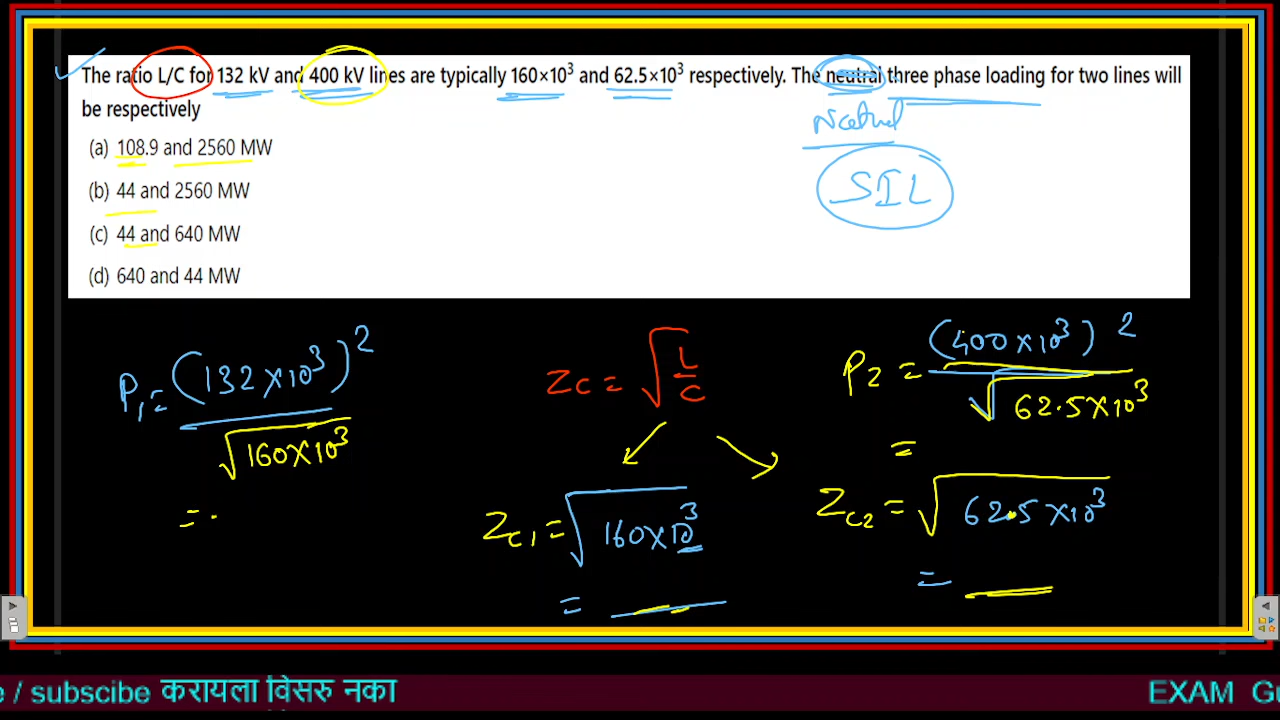 The ratio L/C for 132 kV and 400 kV lines are typically 160×10³ and 62.5×10³ respectively. The neutral three phase loading for two lines will
be respectively
(a) 108.9 and 2560 MW
(b) 44 and 2560 MW
(c) 44 and 640 MW
(d) 640 and 44 MW
SIL
P₁ = (132×10³)² / √160×10³
=
Zc = √L/C
Zc₁ = √160×10³
=
P₂ = (400×10³)² / √62.5×10³
=
Zc₂ = √62.5×10³
=
e / subscibe करायला विसरु नका
EXAM Gu